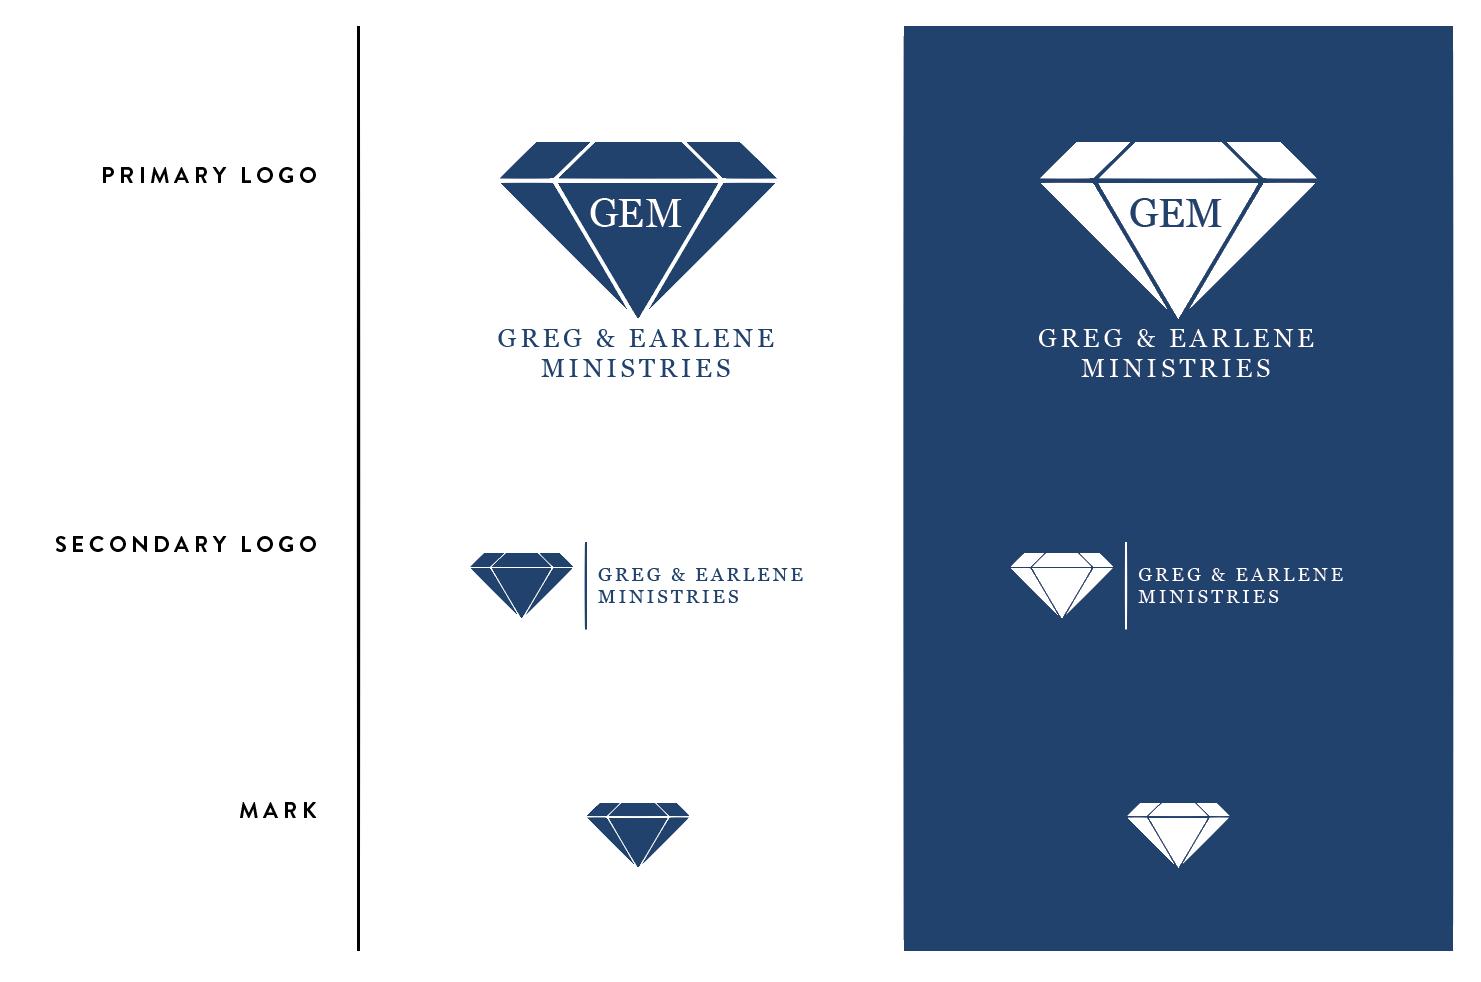 PRIMARY LOGO
GEM
GREG & EARLENE
MINISTRIES
GEM
GREG & EARLENE
MINISTRIES
SECONDARY LOGO
GREG & EARLENE
MINISTRIES
GREG & EARLENE
MINISTRIES
MARK